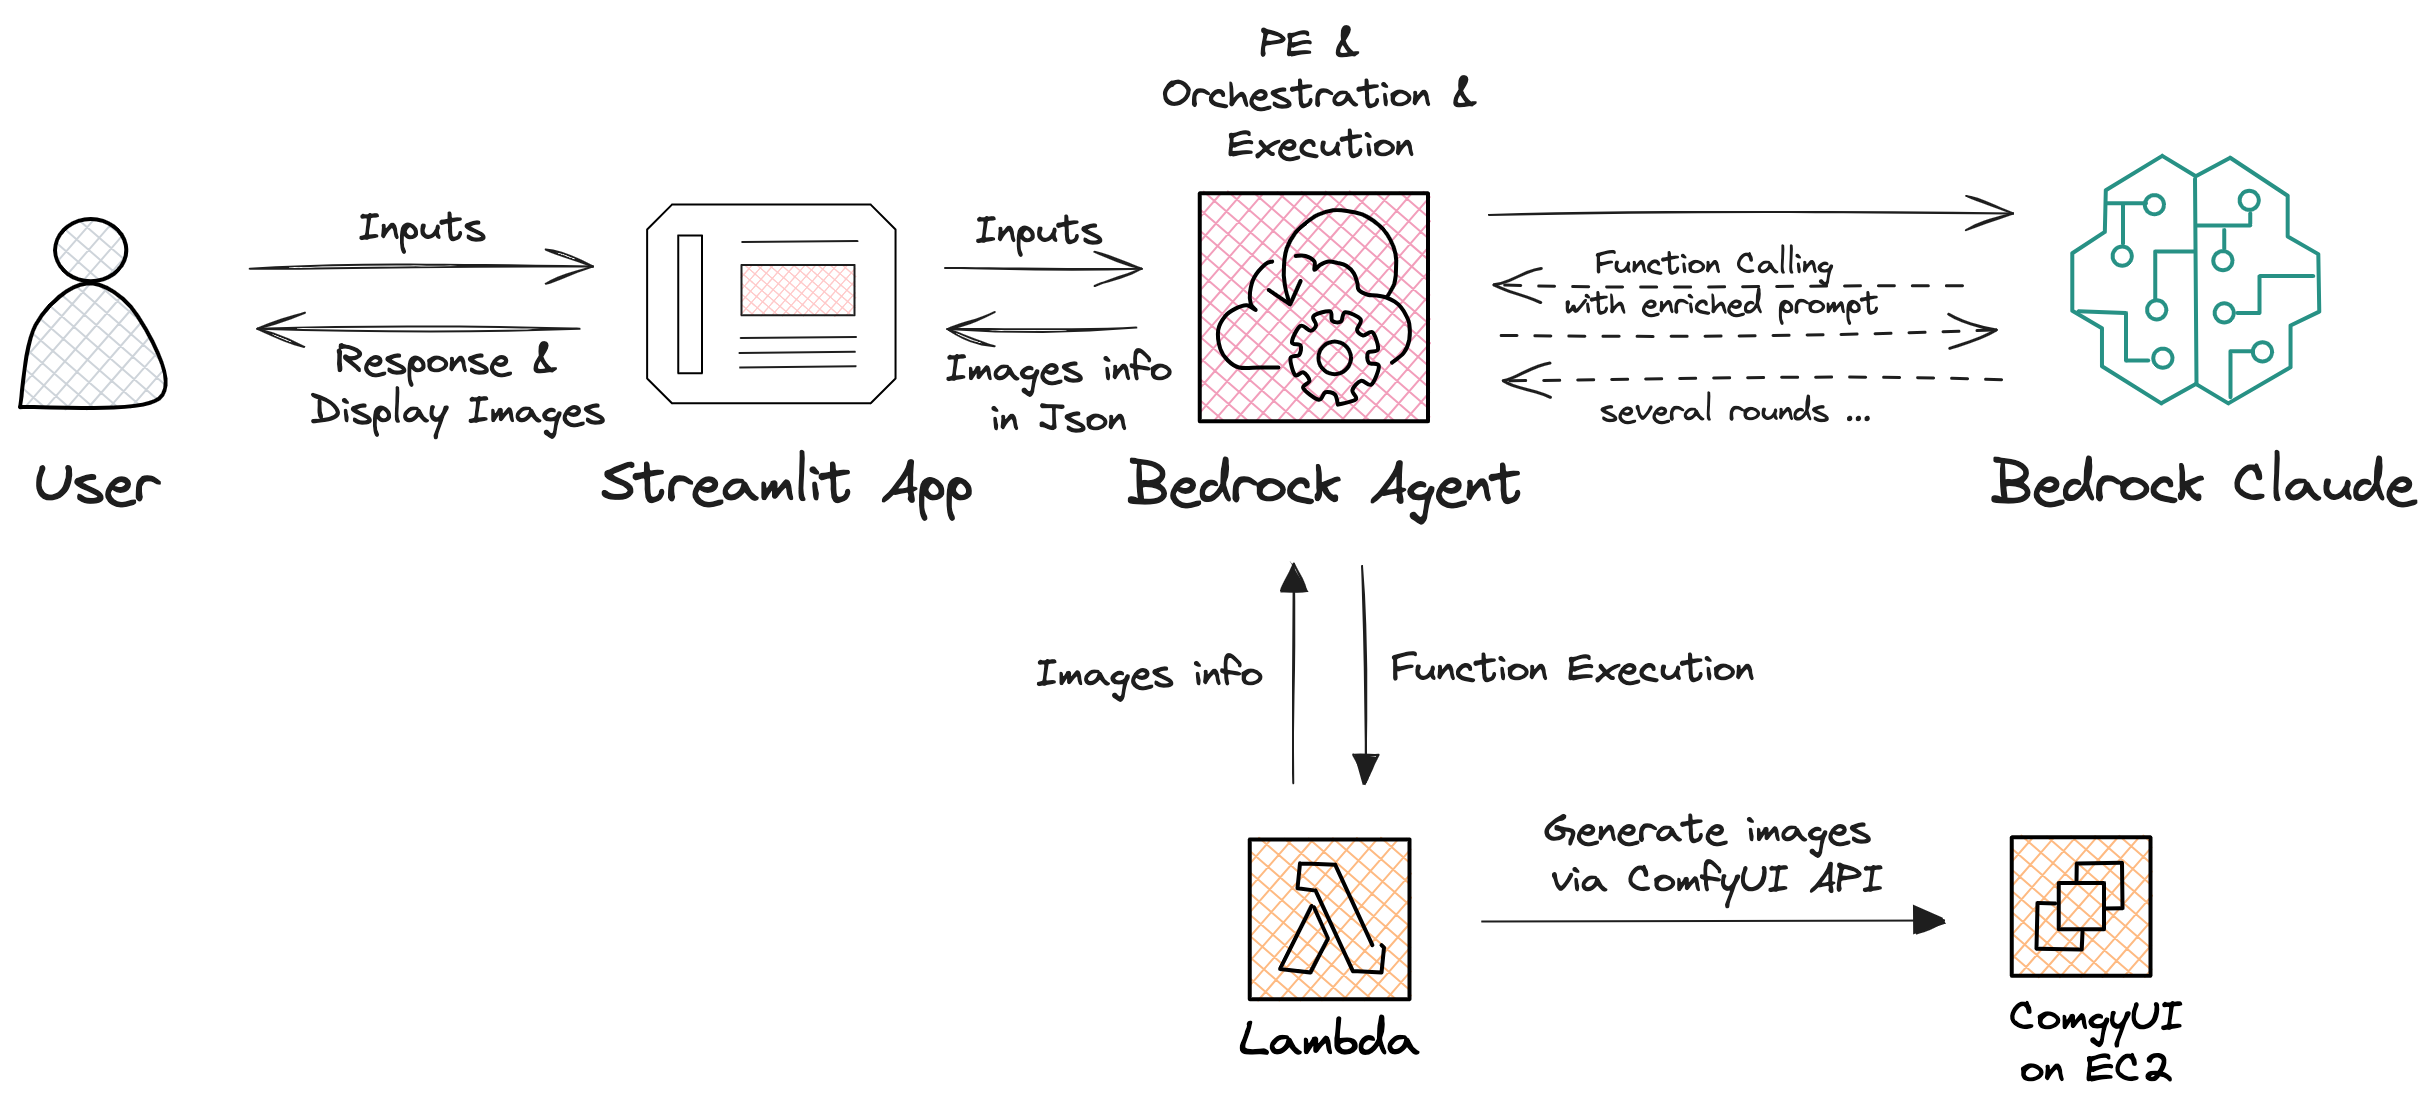 PE &
Orchestration &
Execution
Inputs
Response &
Display Images
Inputs
Images info
in Json
Function Calling
with enriched prompt
several rounds ...
User
Streamlit App
Bedrock Agent
Bedrock Claude
Images info
Function Execution
Generate images
via ComfyUI API
Lambda
ComgyUI
on EC2